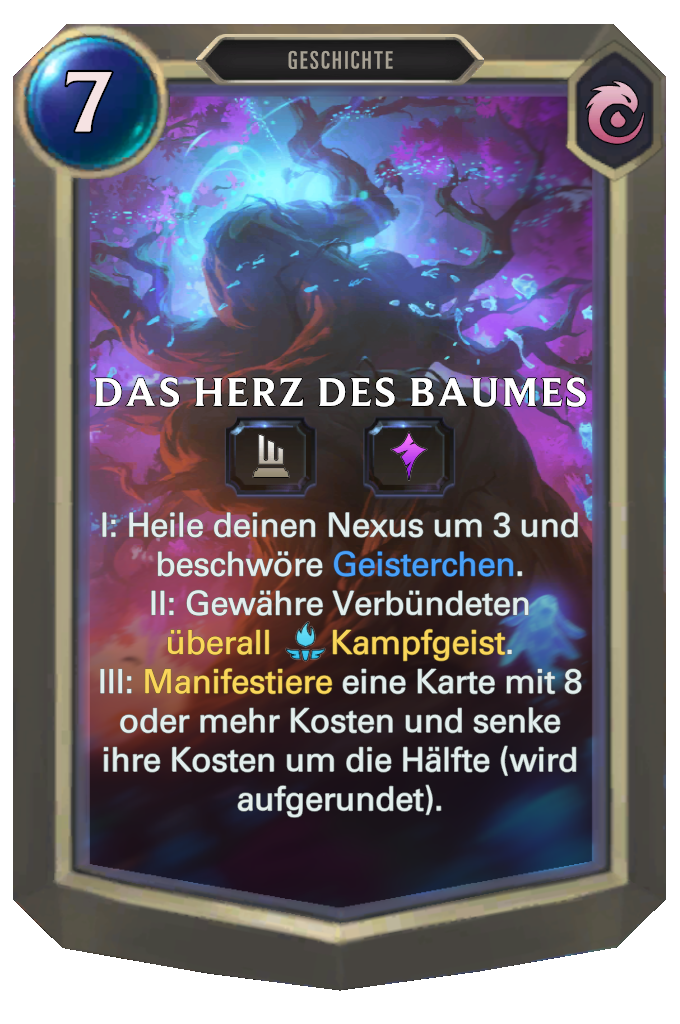 7
GESCHICHTE
DAS HERZ DES BAUMES
I: Heile deinen Nexus um 3 und
beschwöre Geisterchen.
II: Gewähre Verbündeten
überall Kampfgeist.
III: Manifestiere eine Karte mit 8
oder mehr Kosten und senke
ihre Kosten um die Hälfte (wird
aufgerundet).